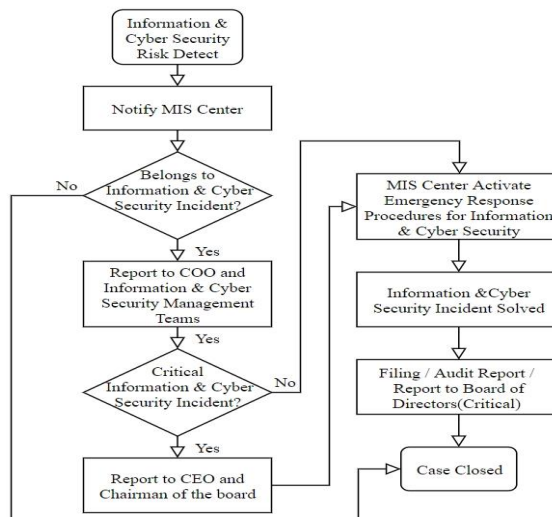 Information &
Cyber Security
Risk Detect
Notify MIS Center
Belongs to
Information & Cyber
Security Incident?
No
Yes
Report to COO and
Information & Cyber
Security Management
Teams
Yes
Critical
Information & Cyber
Security Incident?
No
Yes
Report to CEO and
Chairman of the board
MIS Center Activate
Emergency Response
Procedures for Information
& Cyber Security
Information &Cyber
Security Incident Solved
Filing / Audit Report /
Report to Board of
Directors(Critical)
Case Closed